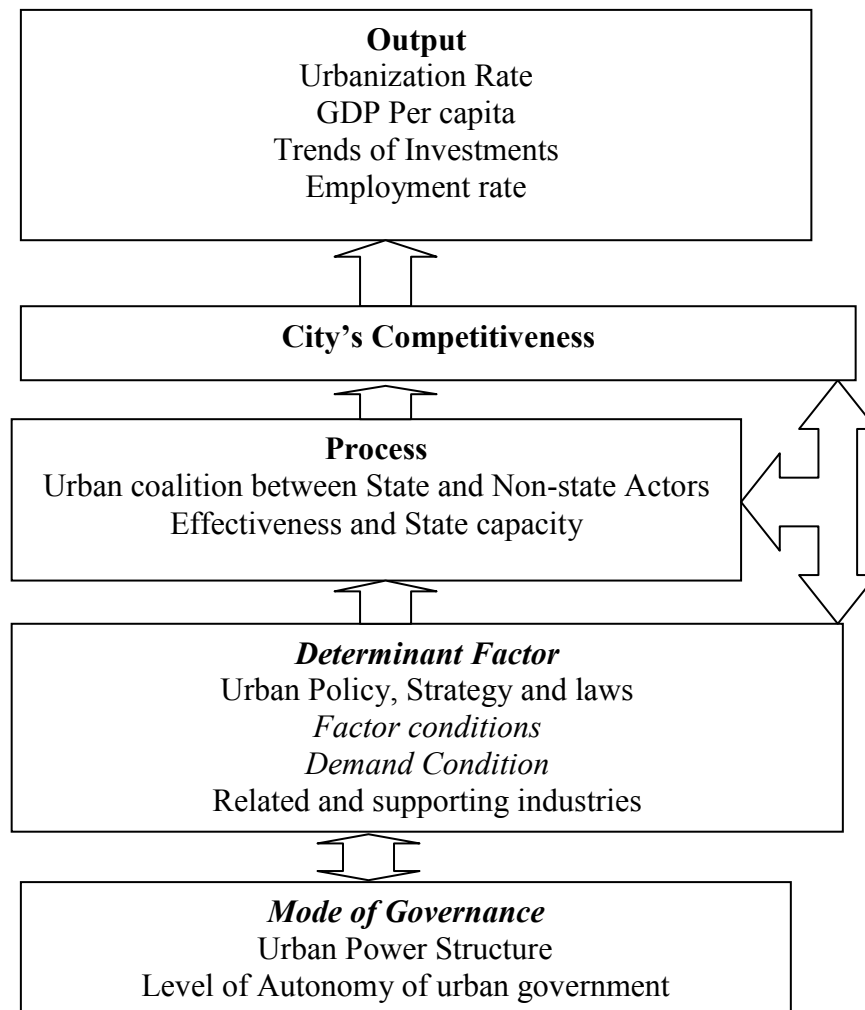 Output
Urbanization Rate
GDP Per capita
Trends of Investments
Employment rate
City’s Competitiveness
Process
Urban coalition between State and Non-state Actors
Effectiveness and State capacity
Determinant Factor
Urban Policy, Strategy and laws
Factor conditions
Demand Condition
Related and supporting industries
Mode of Governance
Urban Power Structure
Level of Autonomy of urban government